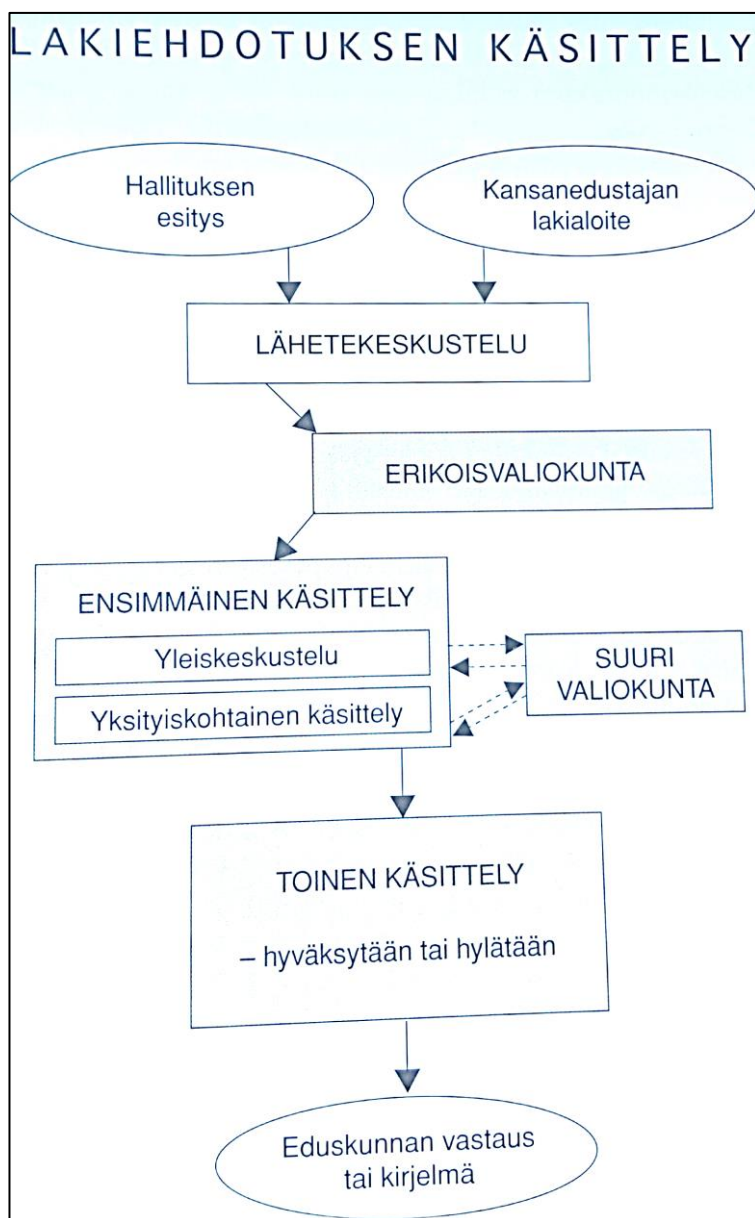 LAKIEHDOTUKSEN KÄSITTELY
Hallituksen
esitys
Kansanedustajan
lakialoite
LÄHETEKESKUSTELU
ERIKOISVALIOKUNTA
ENSIMMÄINEN KÄSITTELY
Yleiskeskustelu
Yksityiskohtainen käsittely
SUURI
VALIOKUNTA
TOINEN KÄSITTELY
– hyväksytään tai hylätään
Eduskunnan vastaus
tai kirjelmä